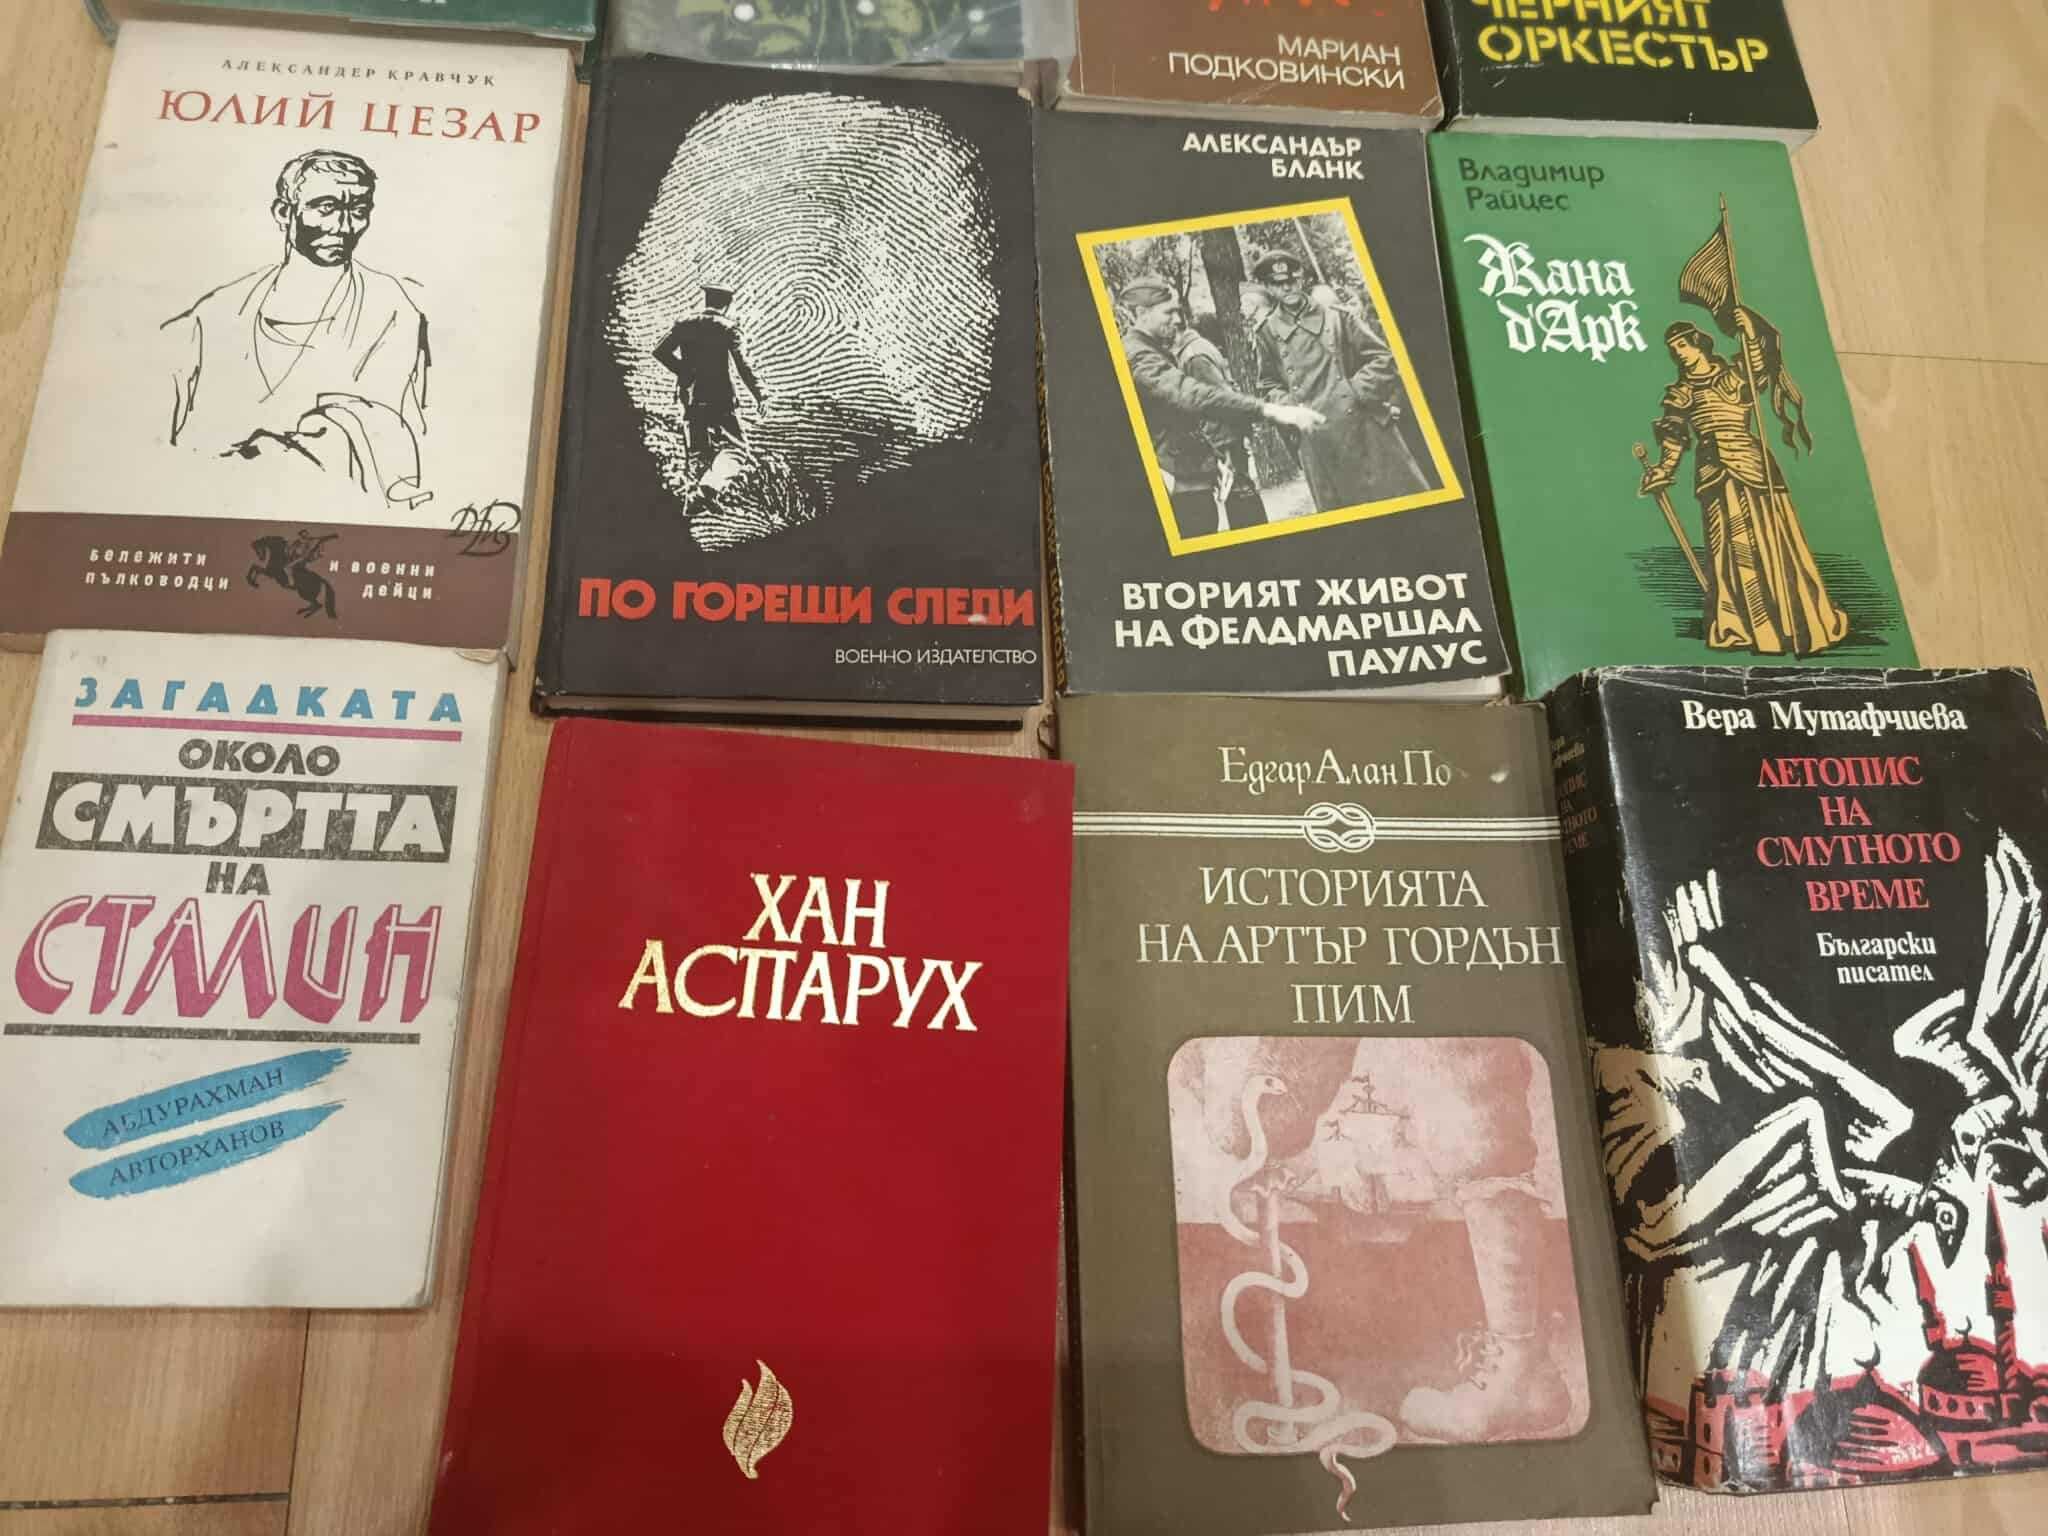 МАРИАН
ПОДКОВИНСКИ
ЧЕРНИЯТ
ОРКЕСТЪР
АЛЕКСАНДЕР КРАВЧУК
ЮЛИЙ ЦЕЗАР
БЕЛЕЖИТИ
ПЪЛКОВОДЦИ
И ВОЕННИ
ДЕЙЦИ
ПО ГОРЕЩИ СЛЕДИ
ВОЕННО ИЗДАТЕЛСТВО
АЛЕКСАНДЪР
БЛАНК
ВТОРИЯТ ЖИВОТ
НА ФЕЛДМАРШАЛ
ПАУЛУС
Владимир
Райцес
Жана
д'Арк
ЗАГАДКАТА
ОКОЛО
СМЪРТТА
НА
СТАЛИН
АБДУРАХМАН
АВТОРХАНОВ
ХАН
АСПАРУХ
Едгар Алан По
ИСТОРИЯТА
НА АРТЪР ГОРДЪН
ПИМ
Вера Мутафчиева
ЛЕТОПИС
НА
СМУТНОТО
ВРЕМЕ
Български
писател